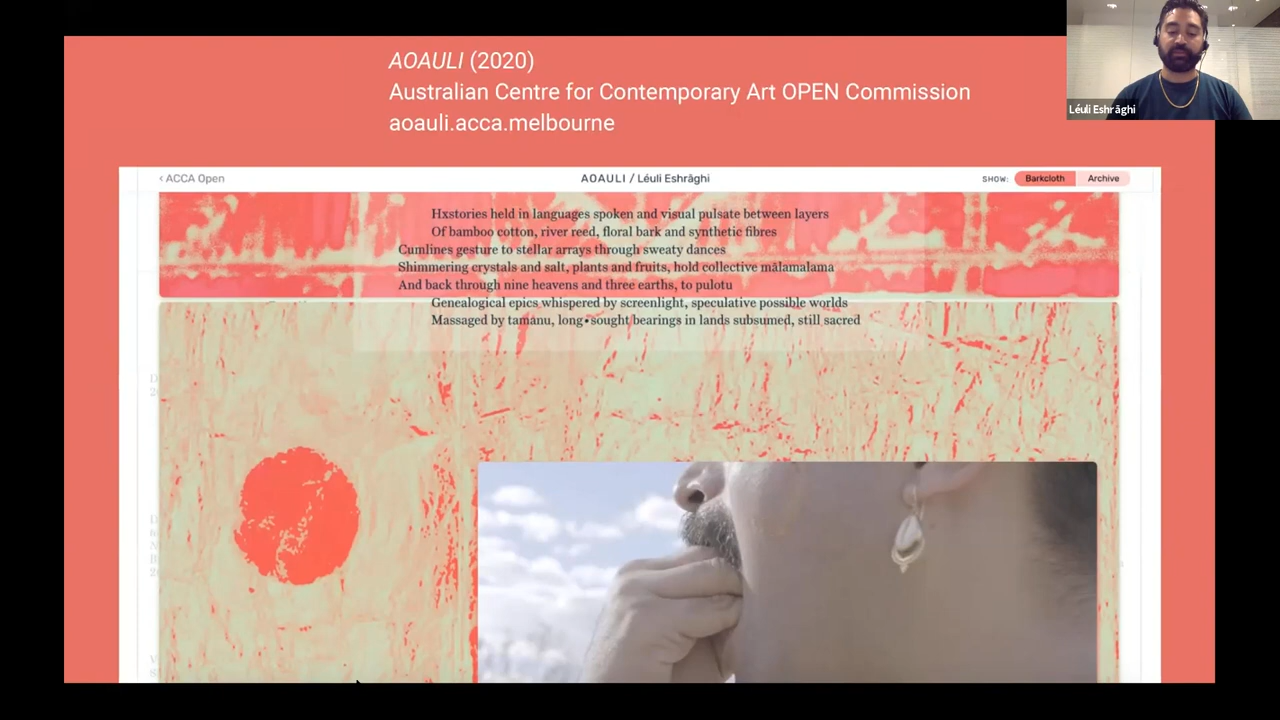 AOAULI (2020)
Australian Centre for Contemporary Art OPEN Commission
aoauli.acca.melbourne
Léuli Eshrāghi
‹ ACCA Open
AOAULI / Léuli Eshrāghi
SHOW: Barkcloth Archive
Hxstories held in languages spoken and visual pulsate between layers
Of bamboo cotton, river reed, floral bark and synthetic fibres
Cumlines gesture to stellar arrays through sweaty dances
Shimmering crystals and salt, plants and fruits, hold collective mālamalama
And back through nine heavens and three earths, to pulotu
Genealogical epics whispered by screenlight, speculative possible worlds
Massaged by tamanu, long•sought bearings in lands subsumed, still sacred